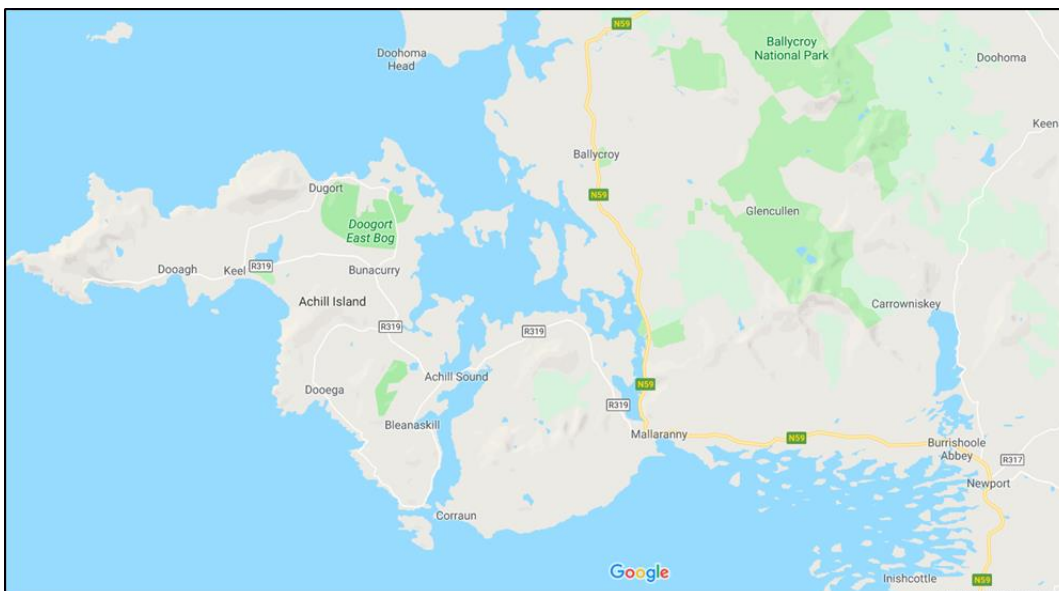 N59
Doohoma
Head
Ballycroy
National Park
Doohoma
Keen
Ballycroy
N59
Dugort
Doogort
East Bog
Glencullen
Dooagh
Keel
R319
Bunacurry
Achill Island
Carrowniskey
R319
R319
Achill Sound
N59
Dooega
R319
Bleanaskill
Mallaranny
N59
Burrishoole
Abbey
R317
Newport
Corraun
Google
Inishcottle
N59